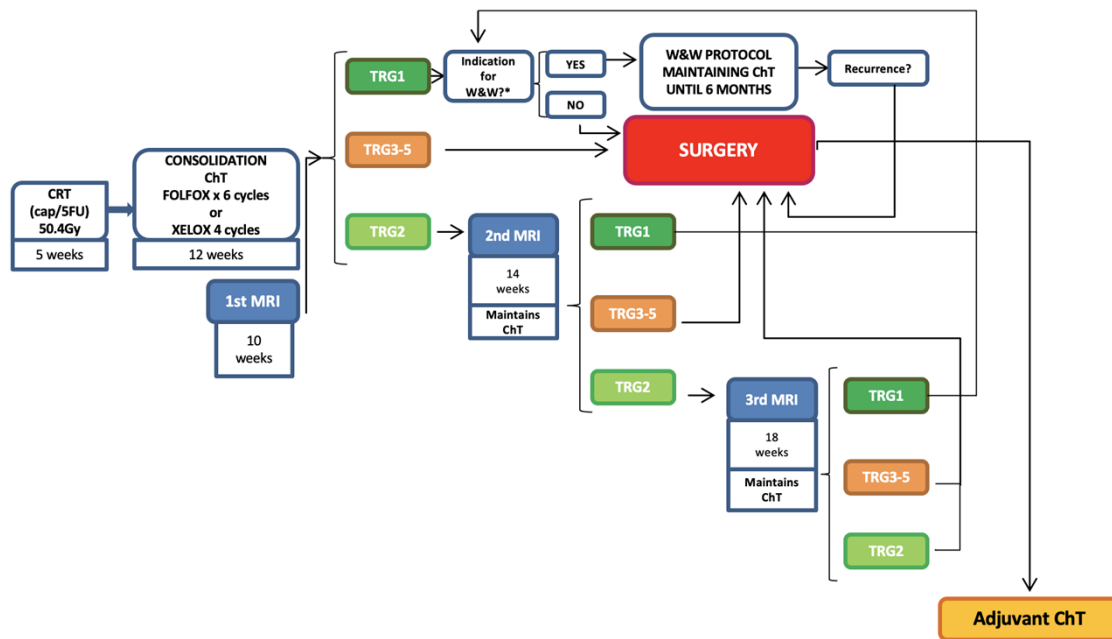 TRG1
Indication
for
W&W?*
YES
NO
W&W PROTOCOL
MAINTAINING ChT
UNTIL 6 MONTHS
Recurrence?
TRG3-5
SURGERY
CRT
(cap/5FU)
50.4Gy
5 weeks
CONSOLIDATION
ChT
FOLFOX x 6 cycles
or
XELOX 4 cycles
12 weeks
1st MRI
10
weeks
TRG2
2nd MRI
14
weeks
Maintains
ChT
TRG1
TRG3-5
TRG2
3rd MRI
18
weeks
Maintains
ChT
TRG1
TRG3-5
TRG2
Adjuvant ChT